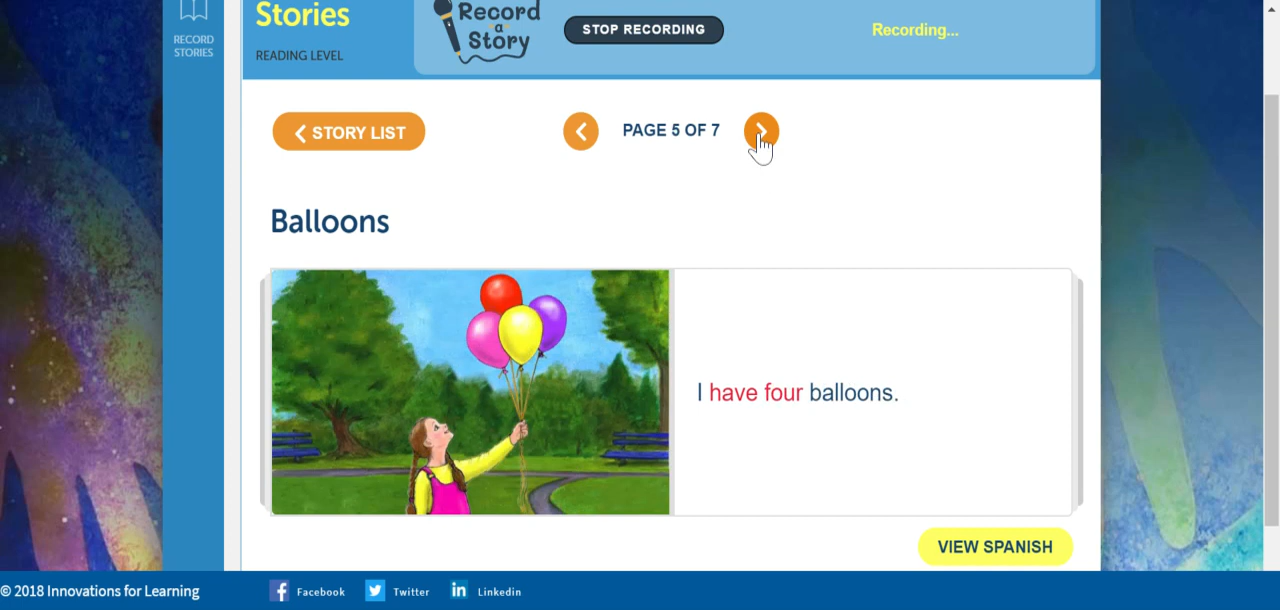 Stories
READING LEVEL
RECORD
STORIES
Record
a
Story
STOP RECORDING
Recording...
STORY LIST
PAGE 5 OF 7
Balloons
I have four balloons.
VIEW SPANISH
© 2018 Innovations for Learning
Facebook
Twitter
Linkedin